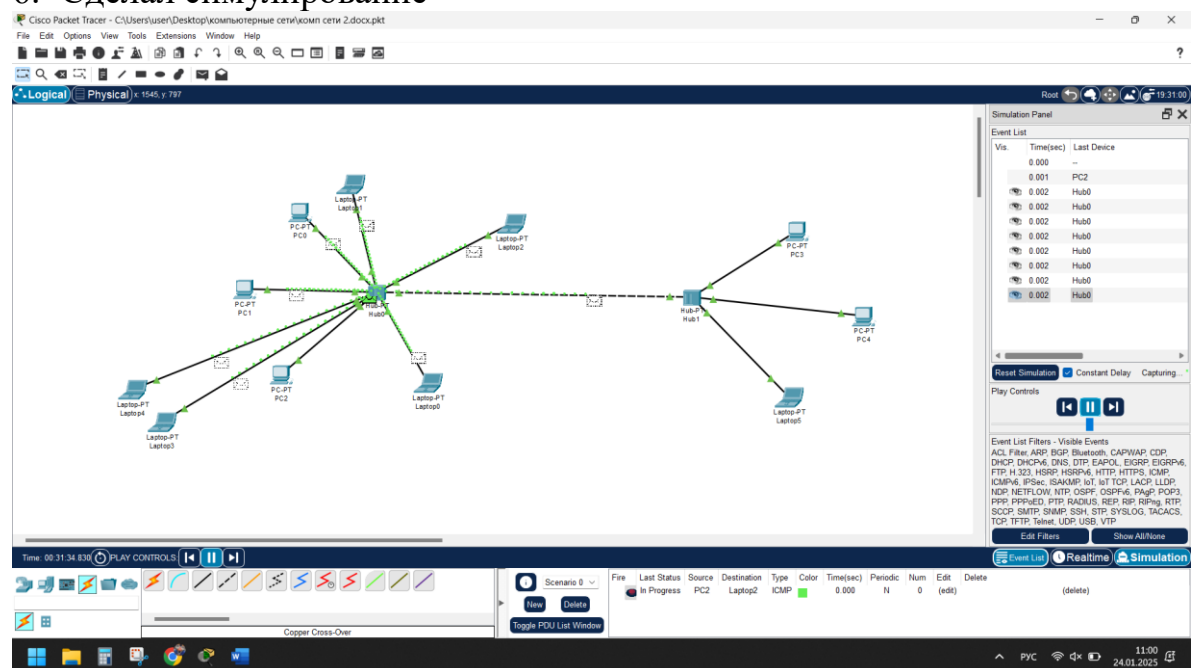 6. Сделал симулирование
Cisco Packet Tracer - C:\Users\user\Desktop\компьютерные сети\комп сети 2.docx.pkt
File Edit Options View Tools Extensions Window Help
?
Logical Physical x: 1545, y: 797 Root 19:31:00
Simulation Panel
Event List
Vis. Time(sec) Last Device
0.000 --
0.001 PC2
0.002 Hub0
0.002 Hub0
0.002 Hub0
0.002 Hub0
0.002 Hub0
0.002 Hub0
0.002 Hub0
0.002 Hub0
Reset Simulation Constant Delay Capturing...
Play Controls
Event List Filters - Visible Events
ACL Filter, ARP, BGP, Bluetooth, CAPWAP, CDP,
DHCP, DHCPv6, DNS, DTP, EAPOL, EIGRP, EIGRPv6,
FTP, H.323, HSRP, HSRPv6, HTTP, HTTPS, ICMP,
ICMPv6, IPSec, ISAKMP, IoT, IoT TCP, LACP, LLDP,
NDP, NETFLOW, NTP, OSPF, OSPFv6, PAgP, POP3,
PPP, PPPoED, PTP, RADIUS, REP, RIP, RIPng, RTP,
SCCP, SMTP, SNMP, SSH, STP, SYSLOG, TACACS,
TCP, TFTP, Telnet, UDP, USB, VTP
Edit Filters Show All/None
Event List Realtime Simulation
Laptop-PT
Laptop1
PC-PT
PC0
Laptop-PT
Laptop2
PC-PT
PC3
PC-PT
PC1
Hub-PT
Hub0
Hub-PT
Hub1
PC-PT
PC4
PC-PT
PC2
Laptop-PT
Laptop0
Laptop-PT
Laptop4
Laptop-PT
Laptop3
Laptop-PT
Laptop5
Time: 00:31:34.830 PLAY CONTROLS:
Scenario 0
New Delete
Toggle PDU List Window
Fire Last Status Source Destination Type Color Time(sec) Periodic Num Edit Delete
In Progress PC2 Laptop2 ICMP 0.000 N 0 (edit) (delete)
Copper Cross-Over
РУС 11:00
24.01.2025